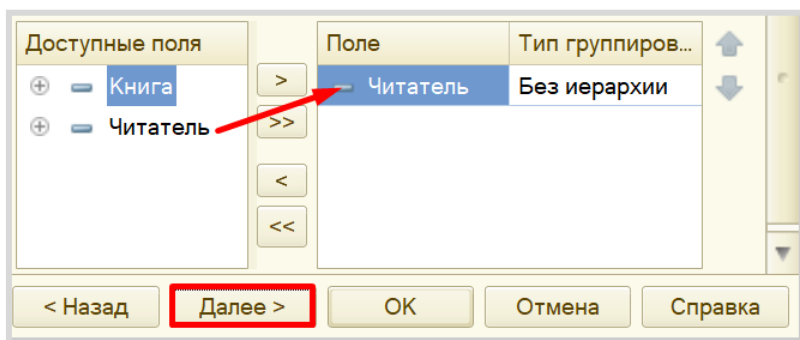 Доступные поля
Поле
Тип группиров...
Книга
>
Читатель
Без иерархии
Читатель
>>
<
<<
< Назад
Далее >
OK
Отмена
Справка